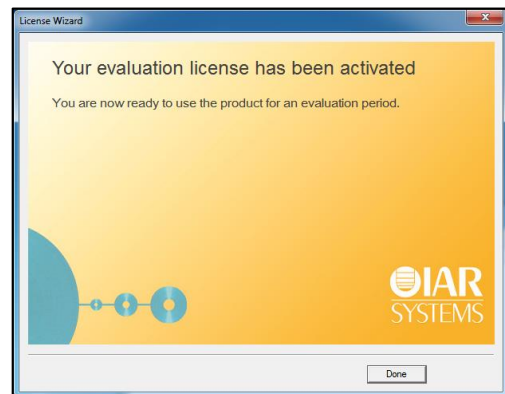 License Wizard
Your evaluation license has been activated
You are now ready to use the product for an evaluation period.
IAR
SYSTEMS
Done